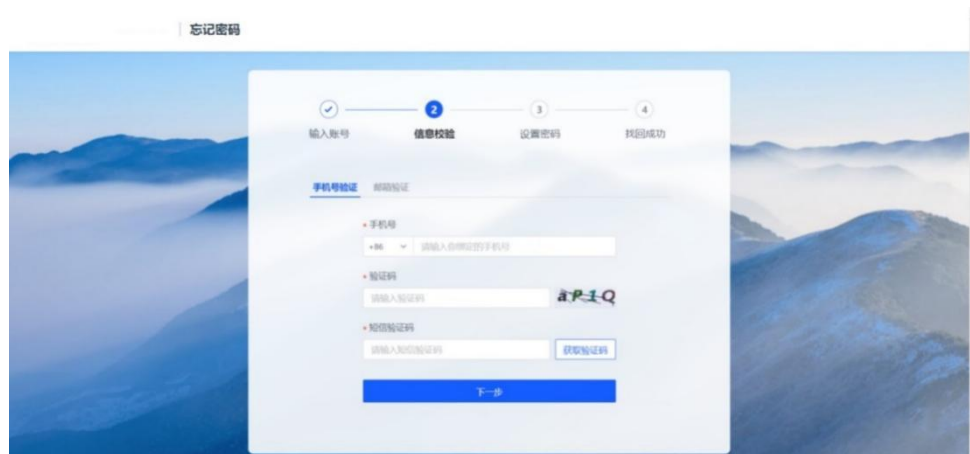 忘记密码
2 3 4
输入账号 信息校验 设置密码 找回成功
手机号验证 邮箱验证
* 手机号
+86 请输入你绑定的手机号
* 验证码
请输入验证码 aP1Q
* 短信验证码
请输入短信验证码 获取验证码
下一步